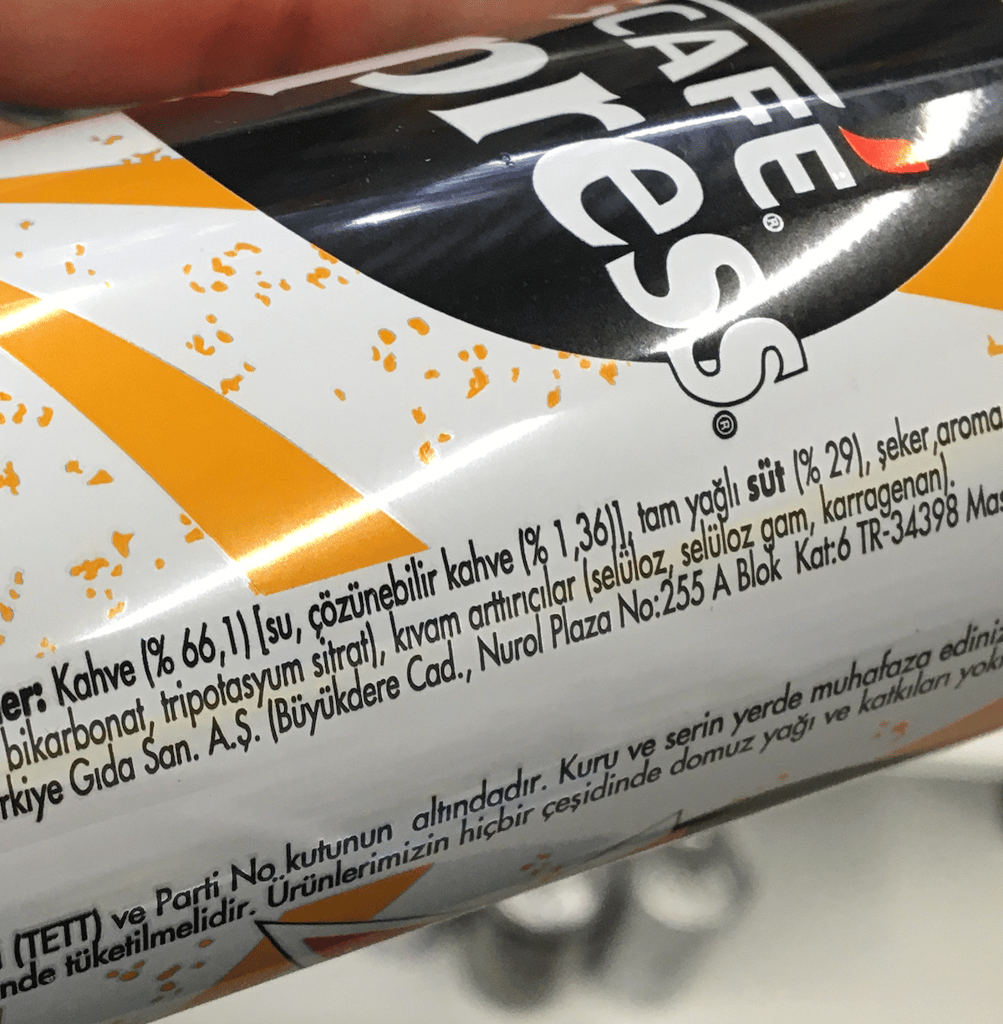 CAFÉ®
press®
er: Kahve (% 66,1) [su, çözünebilir kahve (% 1,36)], tam yağlı süt (% 29), şeker,aroma
bikarbonat, tripotasyum sitrat), kıvam arttırıcılar (selüloz, selüloz gam, karragenan).
rkiye Gıda San. A.Ş. (Büyükdere Cad., Nurol Plaza No:255 A Blok Kat:6 TR-34398 Mas
(TETT) ve Parti No kutunun altındadır. Kuru ve serin yerde muhafaza ediniz
nde tüketilmelidir. Ürünlerimizin hiçbir çeşidinde domuz yağı ve katkıları yok